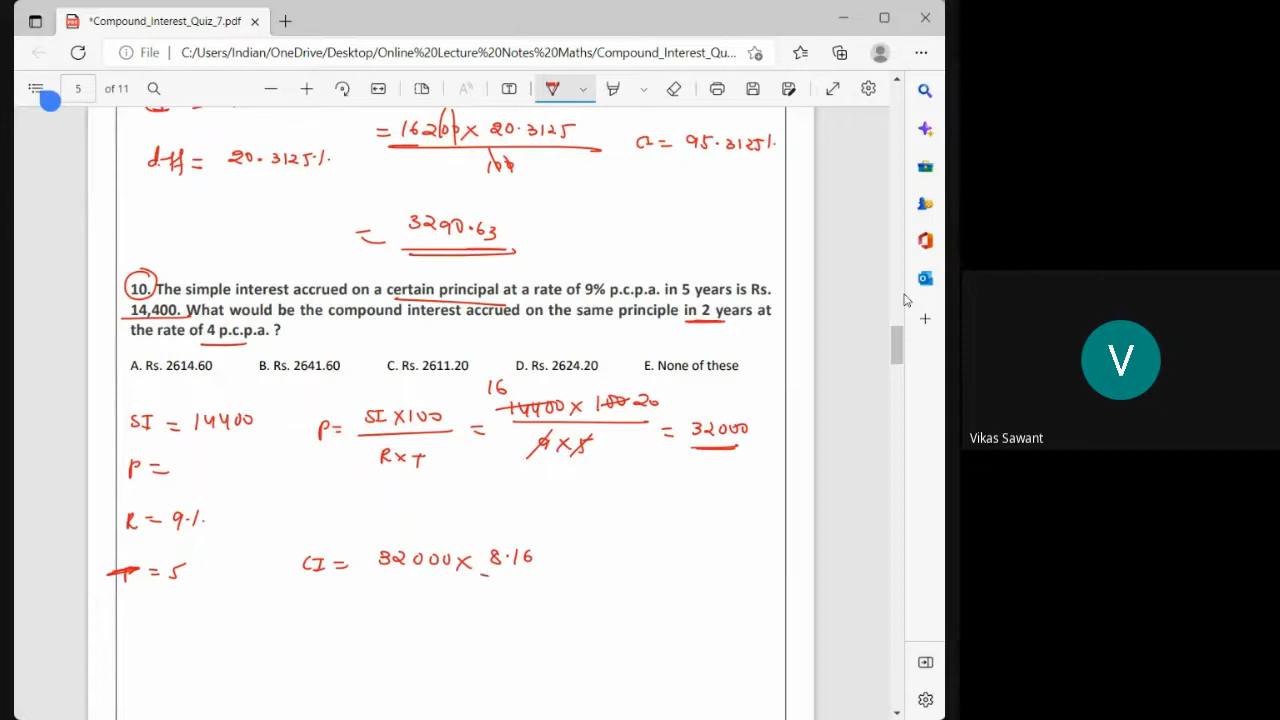 *Compound_Interest_Quiz_7.pdf
File
C:/Users/Indian/OneDrive/Desktop/Online%20Lecture%20Notes%20Maths/Compound_Interest_Qu...
5 of 11
= 16200 × 20.3125
100
CI = 95.3125%
diff = 20.3125%
= 3290.63
10. The simple interest accrued on a certain principal at a rate of 9% p.c.p.a. in 5 years is Rs.
14,400. What would be the compound interest accrued on the same principle in 2 years at
the rate of 4 p.c.p.a. ?
A. Rs. 2614.60 B. Rs. 2641.60 C. Rs. 2611.20 D. Rs. 2624.20 E. None of these
16
SI = 14400 P = SI × 100 = 14400 × 100 20 = 32000
R × T 9 × 5
P =
R = 9%
T = 5 CI = 32000 × 8.16
V
Vikas Sawant